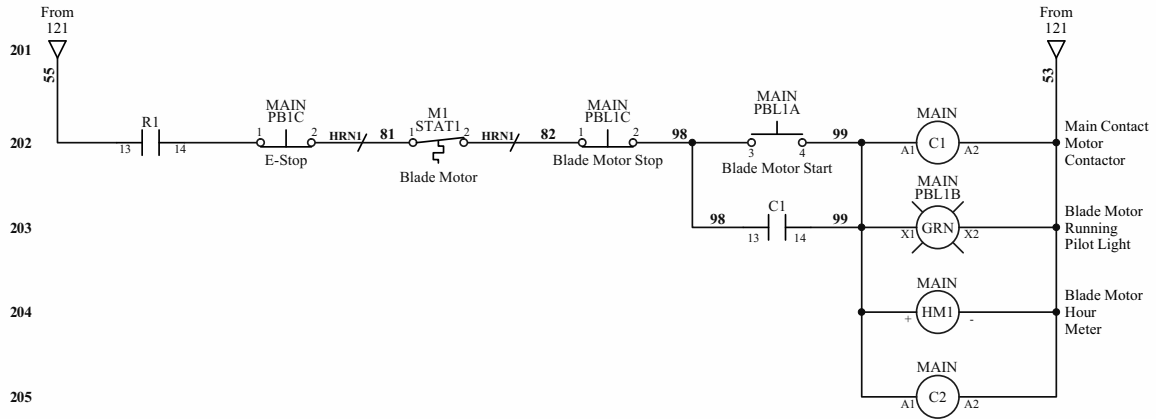 From
121
From
121
201
55
53
MAIN
PB1C
M1
STAT1
MAIN
PBL1C
MAIN
PBL1A
MAIN
R1
1 2
HRN1
81
1 2
HRN1
82
1 2
98
99
C1
Main Contact
Motor
Contactor
202
13 14
3 4
A1 A2
E-Stop
Blade Motor
Blade Motor Stop
Blade Motor Start
MAIN
PBL1B
C1
203
98
99
13 14
X1
GRN
X2
Blade Motor
Running
Pilot Light
MAIN
204
+
HM1
-
Blade Motor
Hour
Meter
MAIN
205
A1
C2
A2